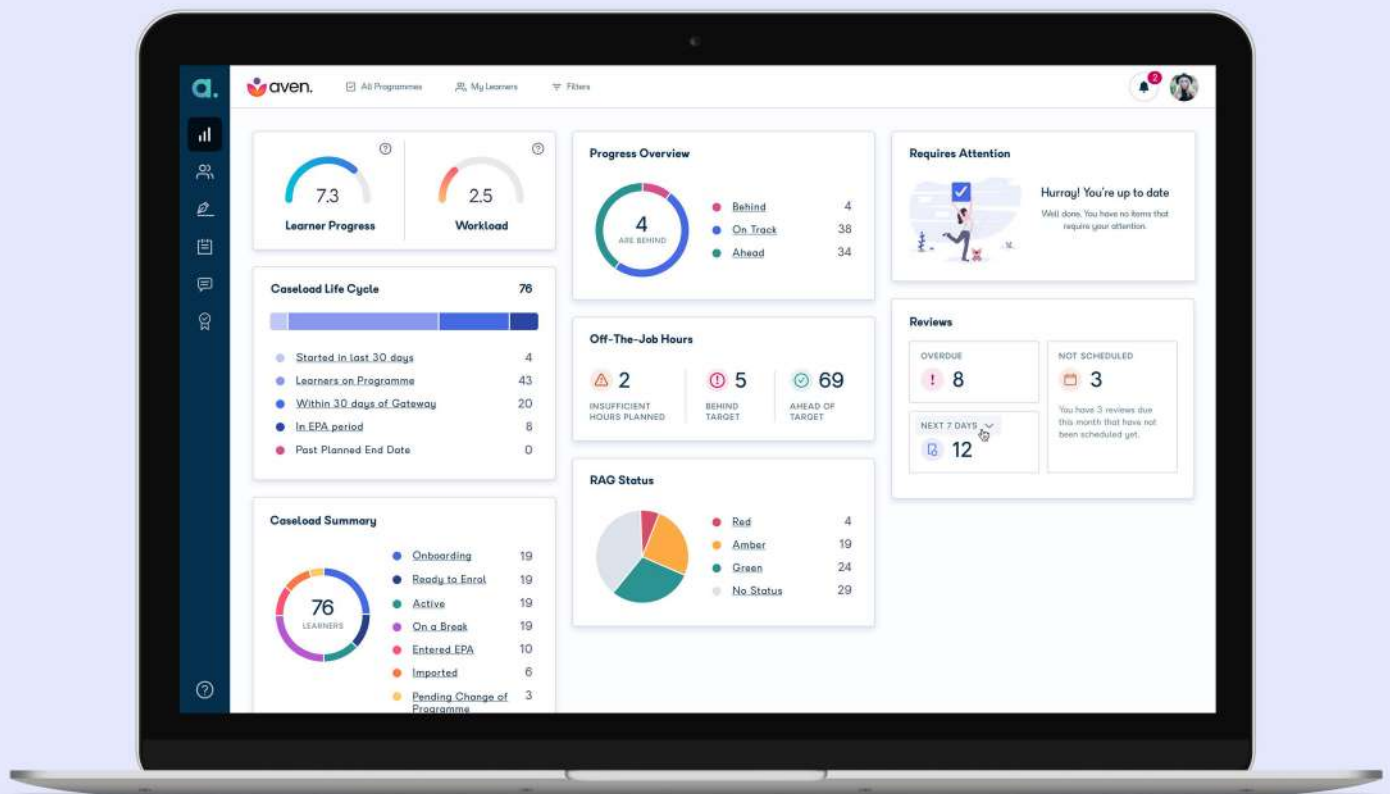 a.
aven.
All Programmes
My Learners
Filters
2
7.3
Learner Progress
2.5
Workload
Caseload Life Cycle 76
Started in last 30 days 4
Learners on Programme 43
Within 30 days of Gateway 20
In EPA period 8
Past Planned End Date 0
Caseload Summary
76
LEARNERS
Onboarding 19
Ready to Enrol 19
Active 19
On a Break 19
Entered EPA 10
Imported 6
Pending Change of 3
Programme
Progress Overview
4
ARE BEHIND
Behind 4
On Track 38
Ahead 34
Off-The-Job Hours
2
INSUFFICIENT
HOURS PLANNED
5
BEHIND
TARGET
69
AHEAD OF
TARGET
RAG Status
Red 4
Amber 19
Green 24
No Status 29
Requires Attention
Hurray! You're up to date
Well done. You have no items that
require your attention.
Reviews
OVERDUE
8
NEXT 7 DAYS
12
NOT SCHEDULED
3
You have 3 reviews due
this month that have not
been scheduled yet.